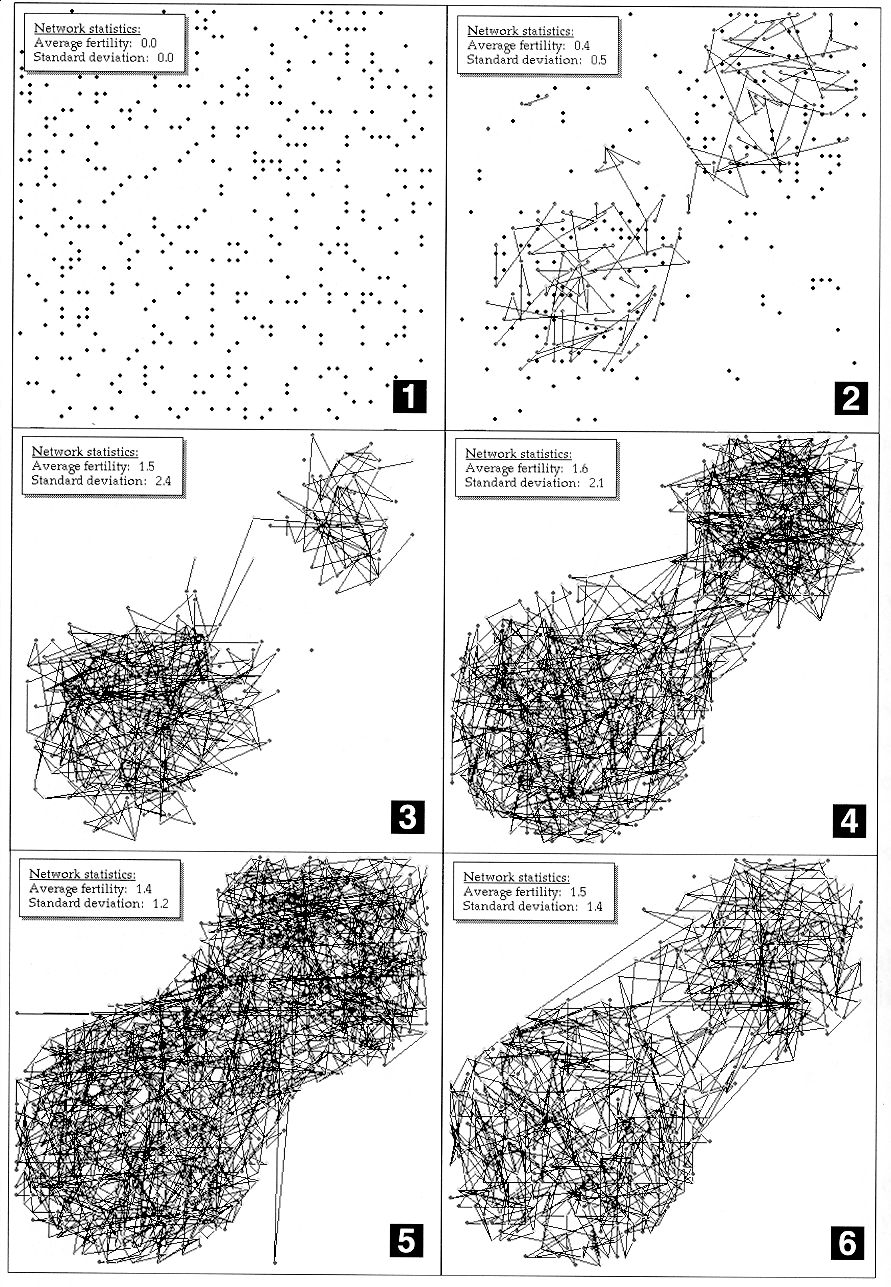 Network statistics:
Average fertility: 0.0
Standard deviation: 0.0
1
Network statistics:
Average fertility: 0.4
Standard deviation: 0.5
2
Network statistics:
Average fertility: 1.5
Standard deviation: 2.4
3
Network statistics:
Average fertility: 1.6
Standard deviation: 2.1
4
Network statistics:
Average fertility: 1.4
Standard deviation: 1.2
5
Network statistics:
Average fertility: 1.5
Standard deviation: 1.4
6